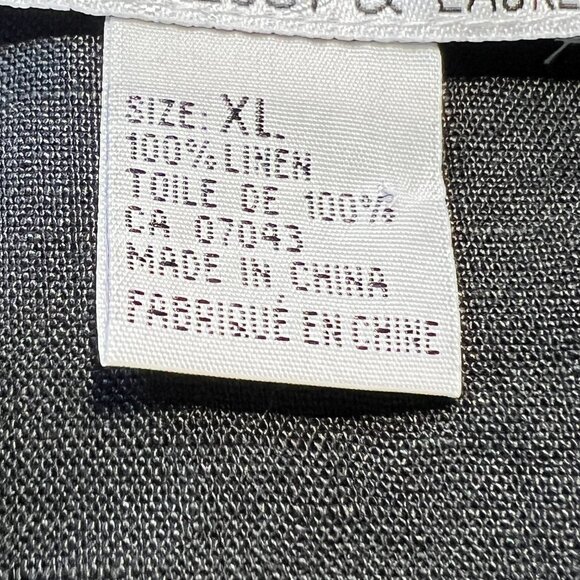 &
SIZE: XL
100% LINEN
TOILE DE 100%
CA 07043
MADE IN CHINA
FABRIQUÉ EN CHINE